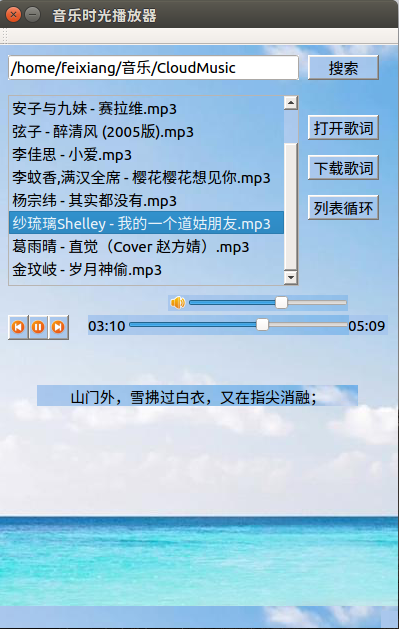 音乐时光播放器
/home/feixiang/音乐/CloudMusic
搜索
安子与九妹 - 赛拉维.mp3
弦子 - 醉清风 (2005版).mp3
李佳思 - 小爱.mp3
李蚊香,满汉全席 - 樱花樱花想见你.mp3
杨宗纬 - 其实都没有.mp3
纱琉璃Shelley - 我的一个道姑朋友.mp3
葛雨晴 - 直觉（Cover 赵方婧）.mp3
金玟岐 - 岁月神偷.mp3
打开歌词
下载歌词
列表循环
03:10
05:09
山门外，雪拂过白衣，又在指尖消融；